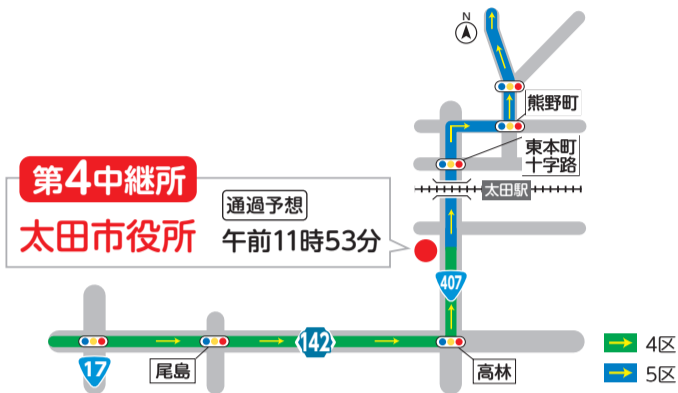 N
熊野町
東本町
十字路
太田駅
第4中継所
太田市役所
通過予想
午前11時53分
407
142
17
尾島
高林
4区
5区